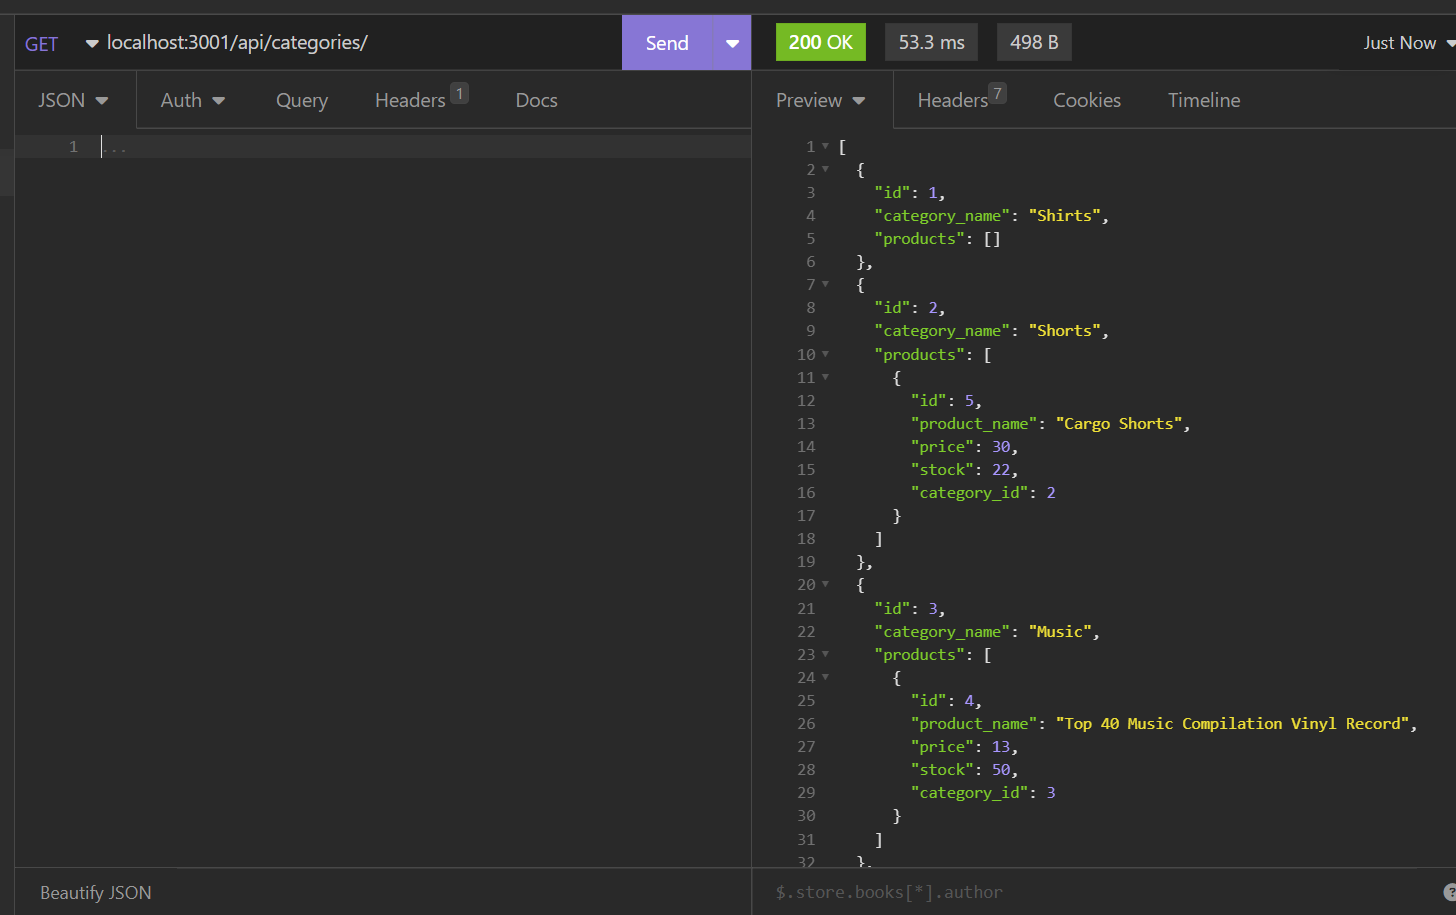 GET localhost:3001/api/categories/ Send 200 OK 53.3 ms 498 B Just Now
JSON Auth Query Headers 1 Docs
Preview Headers 7 Cookies Timeline
1 ...
1 [
2 {
3 "id": 1,
4 "category_name": "Shirts",
5 "products": []
6 },
7 {
8 "id": 2,
9 "category_name": "Shorts",
10 "products": [
11 {
12 "id": 5,
13 "product_name": "Cargo Shorts",
14 "price": 30,
15 "stock": 22,
16 "category_id": 2
17 }
18 ]
19 },
20 {
21 "id": 3,
22 "category_name": "Music",
23 "products": [
24 {
25 "id": 4,
26 "product_name": "Top 40 Music Compilation Vinyl Record",
27 "price": 13,
28 "stock": 50,
29 "category_id": 3
30 }
31 ]
32 },
Beautify JSON
$.store.books[*].author ?